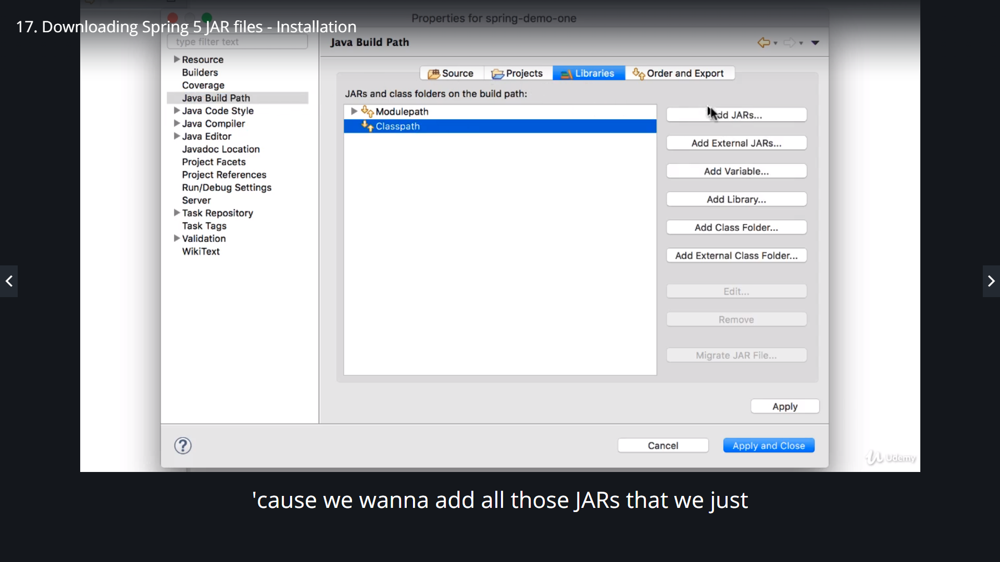 Properties for spring-demo-one
17. Downloading Spring 5 JAR files - Installation
type filter text
Java Build Path
Resource
Builders
Coverage
Java Build Path
Java Code Style
Java Compiler
Java Editor
Javadoc Location
Project Facets
Project References
Run/Debug Settings
Server
Task Repository
Task Tags
Validation
WikiText
Source
Projects
Libraries
Order and Export
JARs and class folders on the build path:
Modulepath
Classpath
dd JARs...
Add External JARs...
Add Variable...
Add Library...
Add Class Folder...
Add External Class Folder...
Edit...
Remove
Migrate JAR File...
Apply
?
Cancel
Apply and Close
Udemy
'cause we wanna add all those JARs that we just